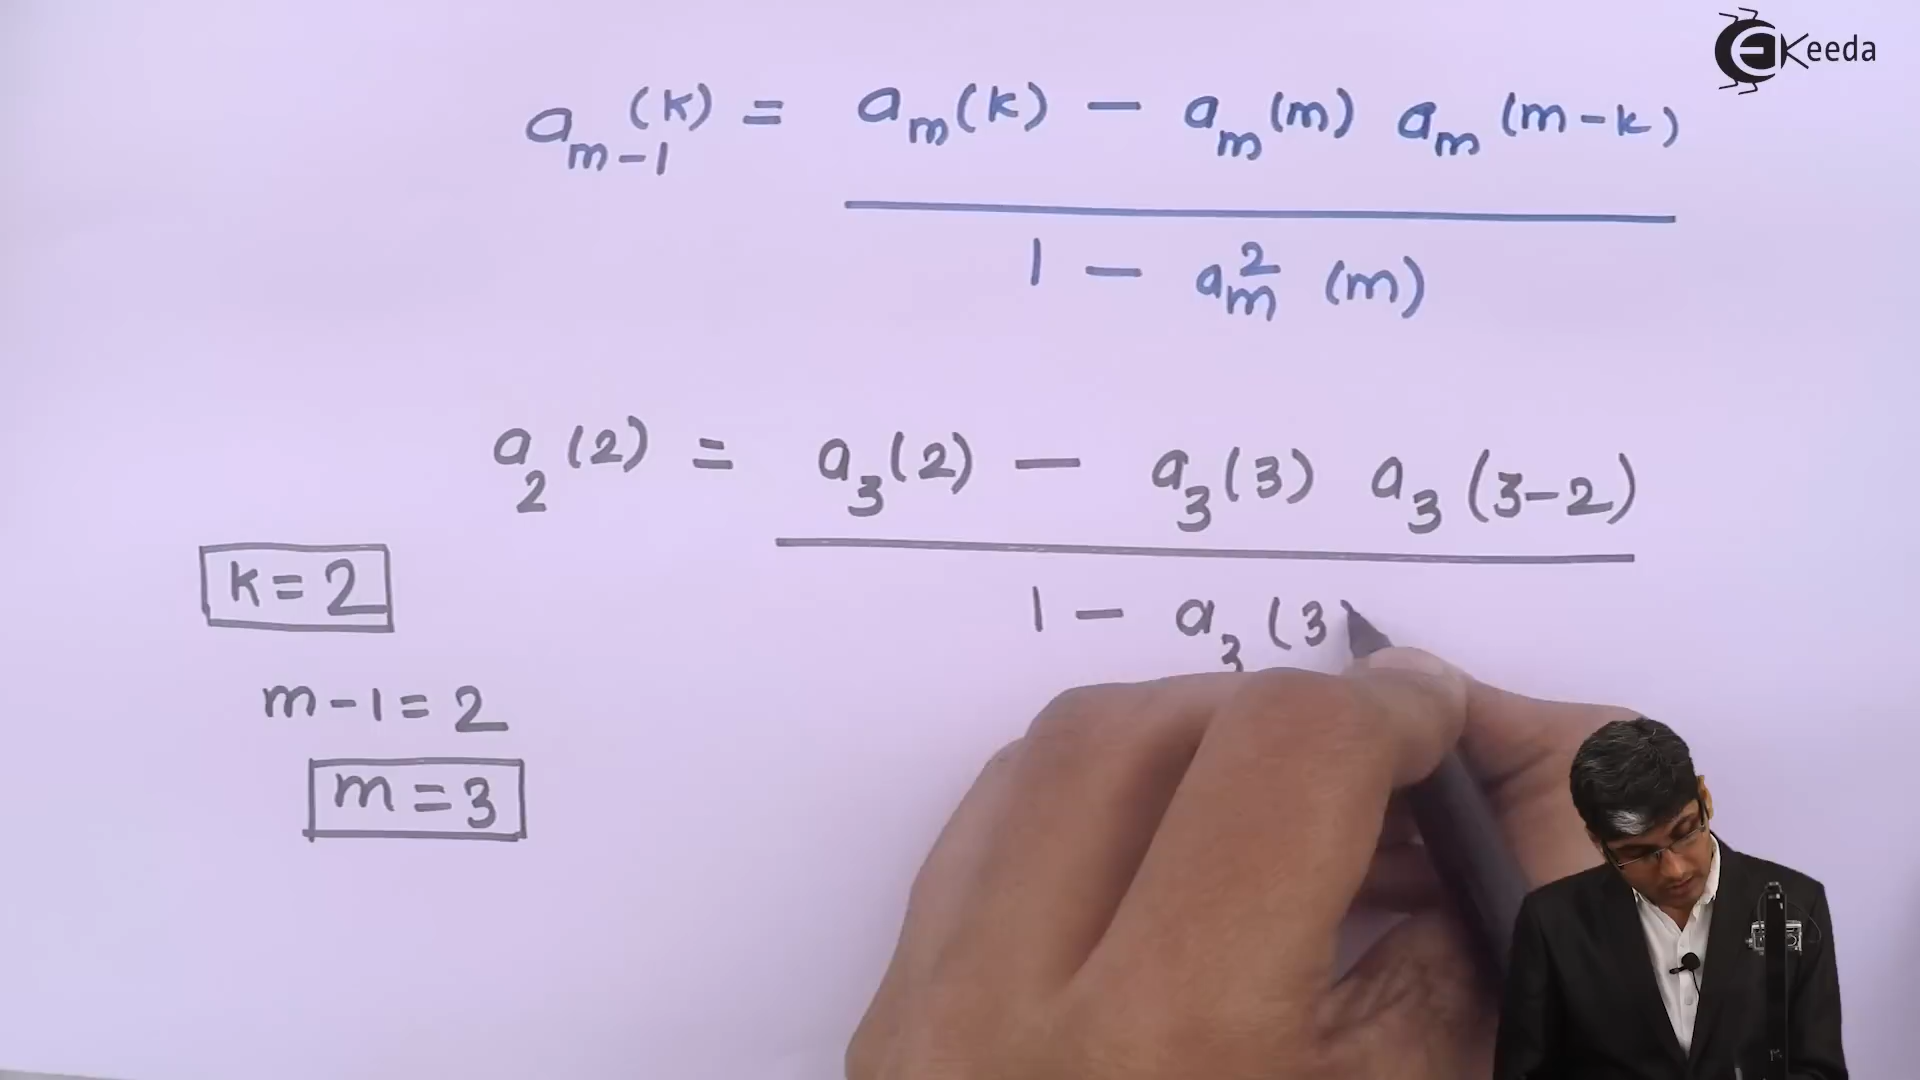 EKeeda
a_{m-1}(k) = a_m(k) - a_m(m) a_m(m-k)
1 - a_m^2 (m)
a_2(2) = a_3(2) - a_3(3) a_3(3-2)
1 - a_3(3)
k=2
m-1=2
m=3